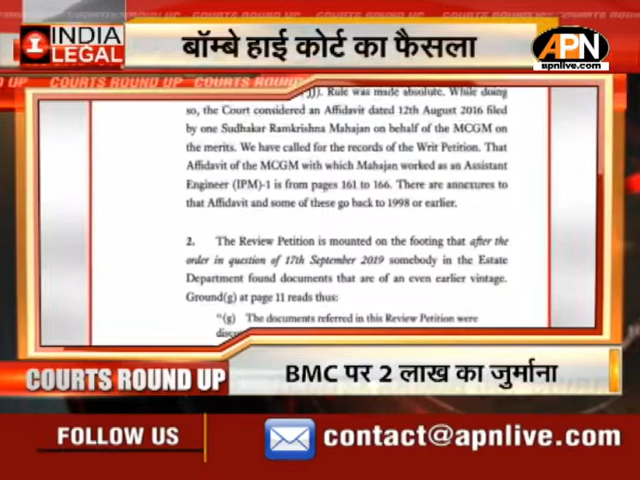 INDIA
LEGAL
बॉम्बे हाई कोर्ट का फैसला
APN
apnlive.com
COURTS ROUND UP
Rule was made absolute. While doing
so, the Court considered an Affidavit dated 12th August 2016 filed
by one Sudhakar Ramkrishna Mahajan on behalf of the MCGM on
the merits. We have called for the records of the Writ Petition. That
Affidavit of the MCGM with which Mahajan worked as an Assistant
Engineer (IPM)-1 is from pages 161 to 166. There are annexures to
that Affidavit and some of these go back to 1998 or earlier.
2. The Review Petition is mounted on the footing that after the
order in question of 17th September 2019 somebody in the Estate
Department found documents that are of an even earlier vintage.
Ground(g) at page 11 reads thus:
“(g) The documents referred in this Review Petition were
COURTS ROUND UP
BMC पर 2 लाख का जुर्माना
FOLLOW US
contact@apnlive.com